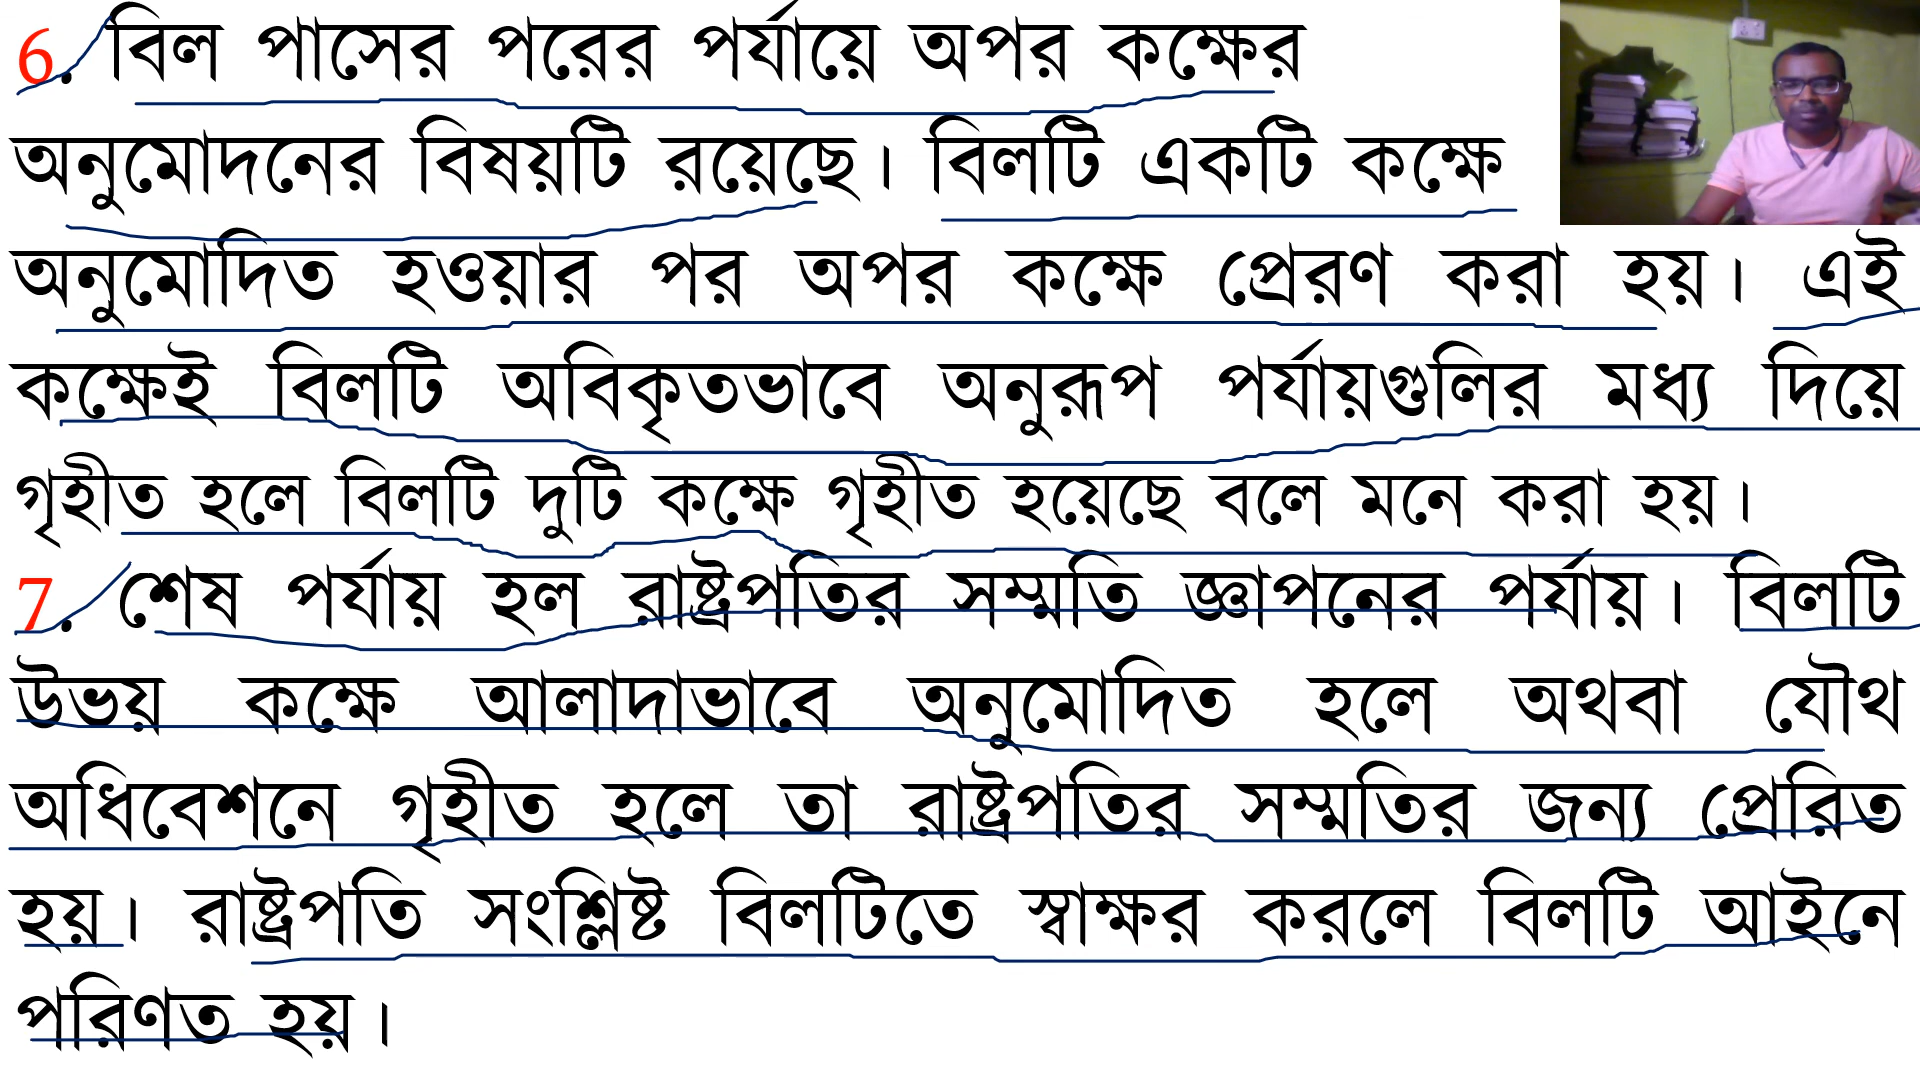 6. বিল পাসের পরের পর্যায়ে অপর কক্ষের
অনুমোদনের বিষয়টি রয়েছে। বিলটি একটি কক্ষে
অনুমোদিত হওয়ার পর অপর কক্ষে প্রেরণ করা হয়। এই
কক্ষেই বিলটি অবিকৃতভাবে অনুরূপ পর্যায়গুলির মধ্য দিয়ে
গৃহীত হলে বিলটি দুটি কক্ষে গৃহীত হয়েছে বলে মনে করা হয়।
7. শেষ পর্যায় হল রাষ্ট্রপতির সম্মতি জ্ঞাপনের পর্যায়। বিলটি
উভয় কক্ষে আলাদাভাবে অনুমোদিত হলে অথবা যৌথ
অধিবেশনে গৃহীত হলে তা রাষ্ট্রপতির সম্মতির জন্য প্রেরিত
হয়। রাষ্ট্রপতি সংশ্লিষ্ট বিলটিতে স্বাক্ষর করলে বিলটি আইনে
পরিণত হয়।